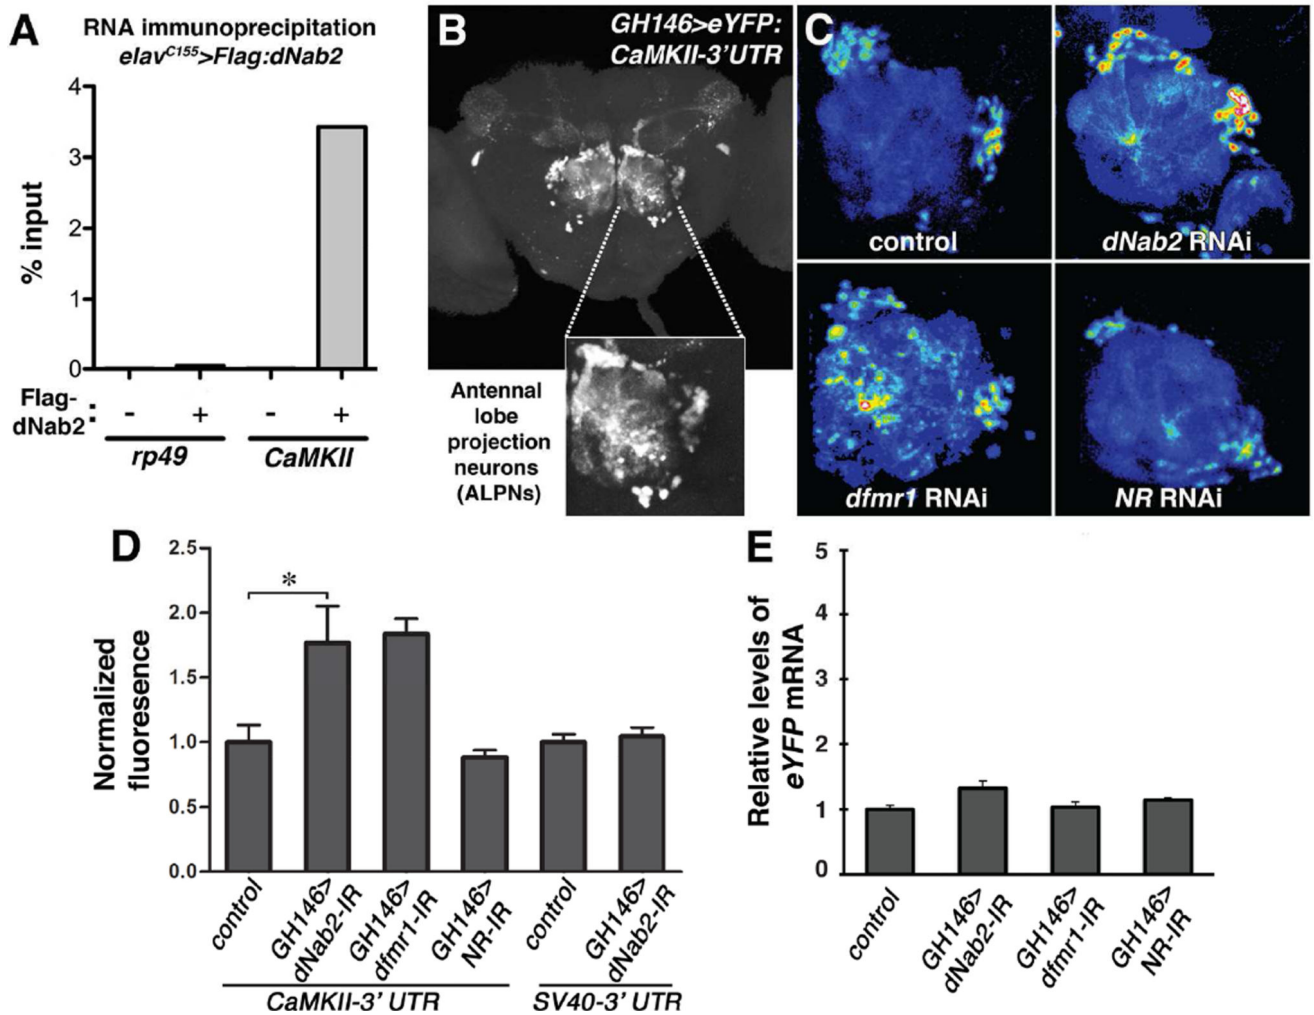 A
RNA immunoprecipitation
elavC155>Flag:dNab2
% input
4
3
2
1
0
Flag-
dNab2 :
- + - +
rp49 CaMKII
B
GH146>eYFP:
CaMKII-3'UTR
Antennal
lobe
projection
neurons
(ALPNs)
C
control
dNab2 RNAi
dfmr1 RNAi
NR RNAi
D
Normalized
fluoresence
2.5
2.0
1.5
1.0
0.5
0.0
*
control
GH146>
dNab2-IR
GH146>
dfmr1-IR
GH146>
NR-IR
control
GH146>
dNab2-IR
CaMKII-3' UTR
SV40-3' UTR
E
Relative levels of
eYFP mRNA
5
4
3
2
1
0
control
GH146>
dNab2-IR
GH146>
dfmr1-IR
GH146>
NR-IR